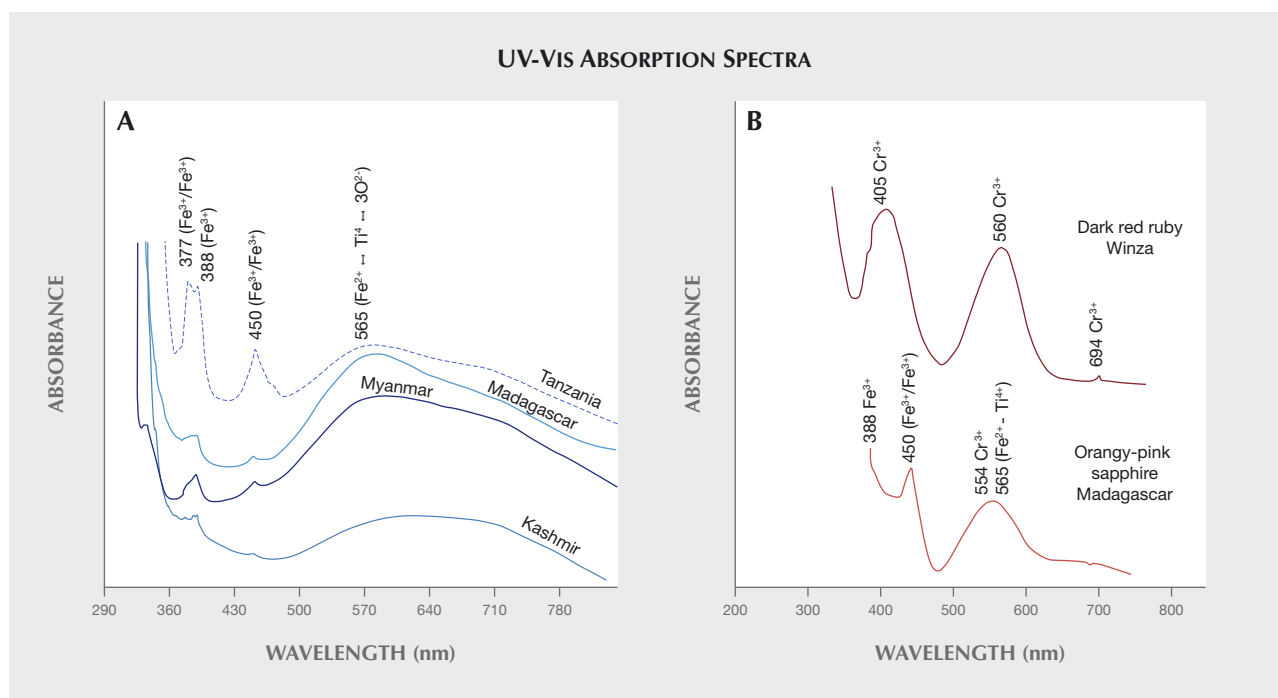 UV-VIS ABSORPTION SPECTRA
A
377 (Fe³⁺/Fe³⁺)
388 (Fe³⁺)
450 (Fe³⁺/Fe³⁺)
565 (Fe²⁺ ↔ Ti⁴ ↔ 3O²⁻)
Tanzania
Madagascar
Myanmar
Kashmir
ABSORBANCE
290 360 430 500 570 640 710 780
WAVELENGTH (nm)
B
405 Cr³⁺
560 Cr³⁺
694 Cr³⁺
Dark red ruby
Winza
388 Fe³⁺
450 (Fe³⁺/Fe³⁺)
554 Cr³⁺
565 (Fe²⁺ - Ti⁴⁺)
Orangy-pink
sapphire
Madagascar
ABSORBANCE
200 300 400 500 600 700 800
WAVELENGTH (nm)